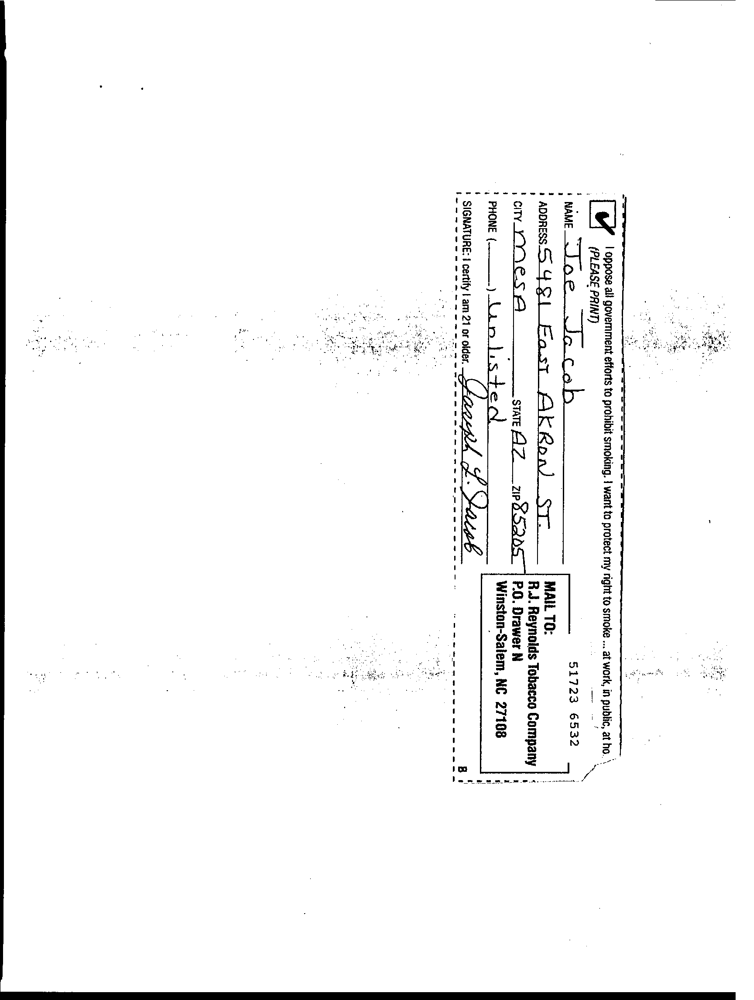 I oppose all government efforts to prohibit smoking. I want to protect my right to smoke ... at work, in public, at ho
(PLEASE PRINT)
NAME Joe Jacob
ADDRESS 5481 East AKRON ST.
CITY mesA STATE AZ ZIP 85205
PHONE ( ) Unlisted
SIGNATURE: I certify I am 21 or older. Joseph L. Jacob
51723 6532
MAIL TO:
R.J. Reynolds Tobacco Company
P.O. Drawer N
Winston-Salem, NC 27108
B